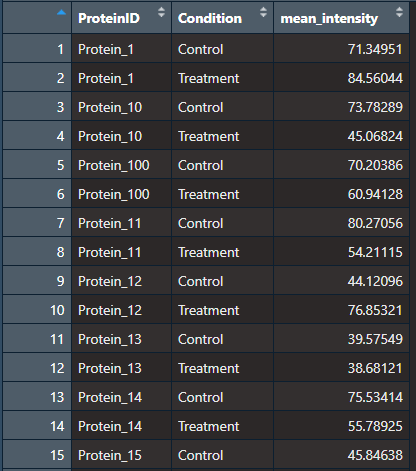 ProteinID Condition mean_intensity
1 Protein_1 Control 71.34951
2 Protein_1 Treatment 84.56044
3 Protein_10 Control 73.78289
4 Protein_10 Treatment 45.06824
5 Protein_100 Control 70.20386
6 Protein_100 Treatment 60.94128
7 Protein_11 Control 80.27056
8 Protein_11 Treatment 54.21115
9 Protein_12 Control 44.12096
10 Protein_12 Treatment 76.85321
11 Protein_13 Control 39.57549
12 Protein_13 Treatment 38.68121
13 Protein_14 Control 75.53414
14 Protein_14 Treatment 55.78925
15 Protein_15 Control 45.84638